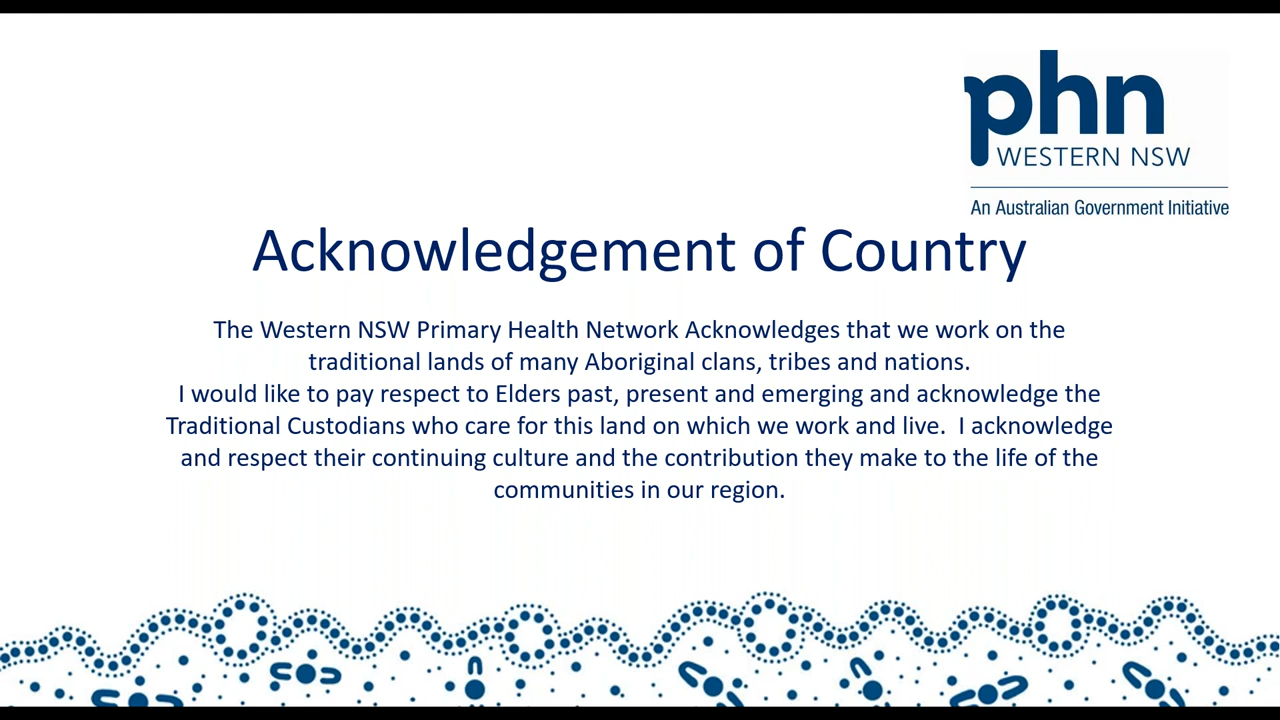 phn
WESTERN NSW
An Australian Government Initiative
Acknowledgement of Country
The Western NSW Primary Health Network Acknowledges that we work on the
traditional lands of many Aboriginal clans, tribes and nations.
I would like to pay respect to Elders past, present and emerging and acknowledge the
Traditional Custodians who care for this land on which we work and live.  I acknowledge
and respect their continuing culture and the contribution they make to the life of the
communities in our region.